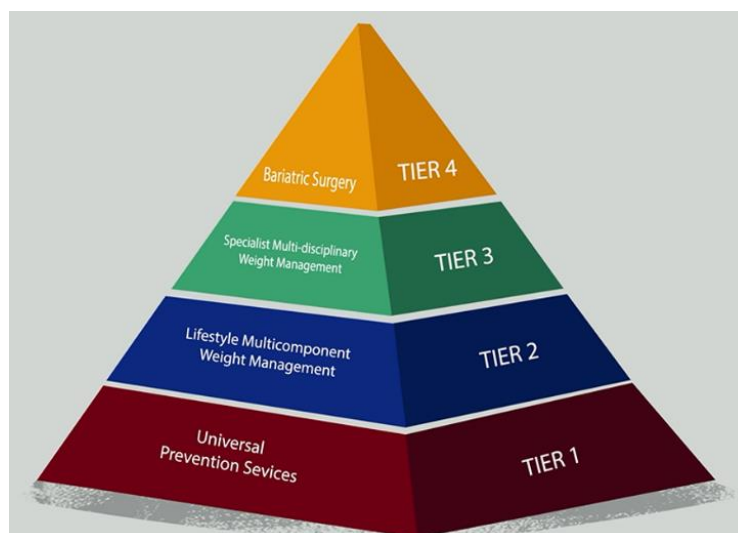 Bariatric Surgery
TIER 4
Specialist Multi-disciplinary
Weight Management
TIER 3
Lifestyle Multicomponent
Weight Management
TIER 2
Universal
Prevention Sevices
TIER 1